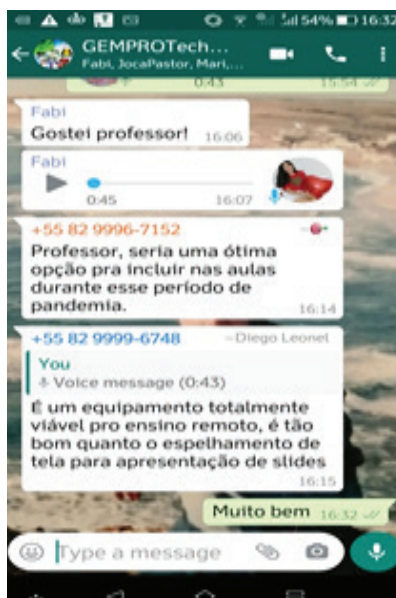 54% 16:32
GEMPROTech...
Fabi, JocaPastor, Mari,...
0:43 15:54
Fabi
Gostei professor! 16:06
Fabi
0:45 16:07
+55 82 9996-7152
Professor, seria uma ótima
opção pra incluir nas aulas
durante esse período de
pandemia.
16:14
+55 82 9999-6748 ~Diego Leonel
You
Voice message (0:43)
É um equipamento totalmente
viável pro ensino remoto, é tão
bom quanto o espelhamento de
tela para apresentação de slides
16:15
Muito bem 16:32
Type a message